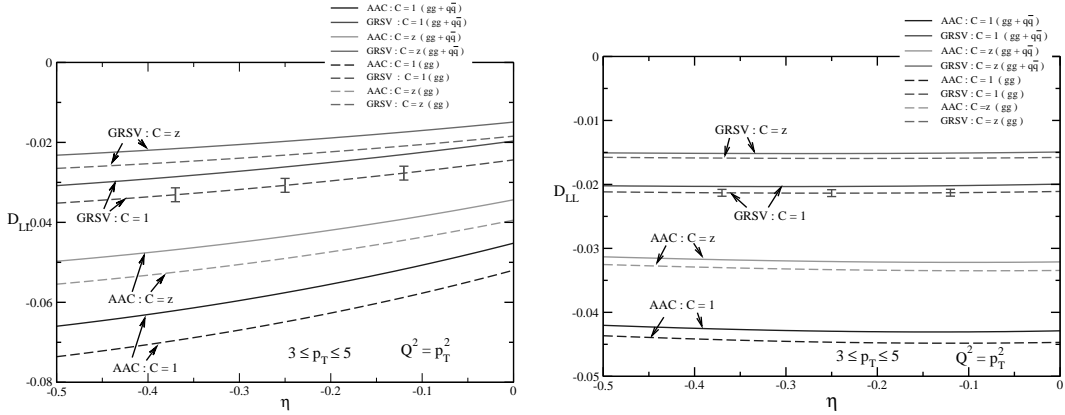 AAC : C = 1 ( gg + qq̅)
GRSV : C = 1 ( gg + qq̅)
AAC : C = z ( gg + qq̅)
GRSV : C = z ( gg + qq̅)
AAC : C = 1 ( gg)
GRSV : C = 1 (gg)
AAC : C = z ( gg)
GRSV : C = z ( gg)
0
-0.02
-0.04
-0.06
-0.08
D_LL
GRSV : C = z
GRSV : C = 1
AAC : C = z
AAC : C = 1
3 ≤ p_T ≤ 5
Q² = p_T²
-0.5
-0.4
-0.3
-0.2
-0.1
0
η
AAC : C = 1 ( gg + qq̅)
GRSV : C = 1 ( gg + qq̅)
AAC : C = z ( gg + qq̅)
GRSV : C = z ( gg + qq̅)
AAC : C = 1 ( gg)
GRSV : C = 1 ( gg)
AAC : C =z ( gg)
GRSV : C = z ( gg)
0
-0.01
-0.02
-0.03
-0.04
-0.05
D_LL
GRSV : C = z
GRSV : C = 1
AAC : C = z
AAC : C = 1
3 ≤ p_T ≤ 5
Q² = p_T²
-0.5
-0.4
-0.3
-0.2
-0.1
0
η